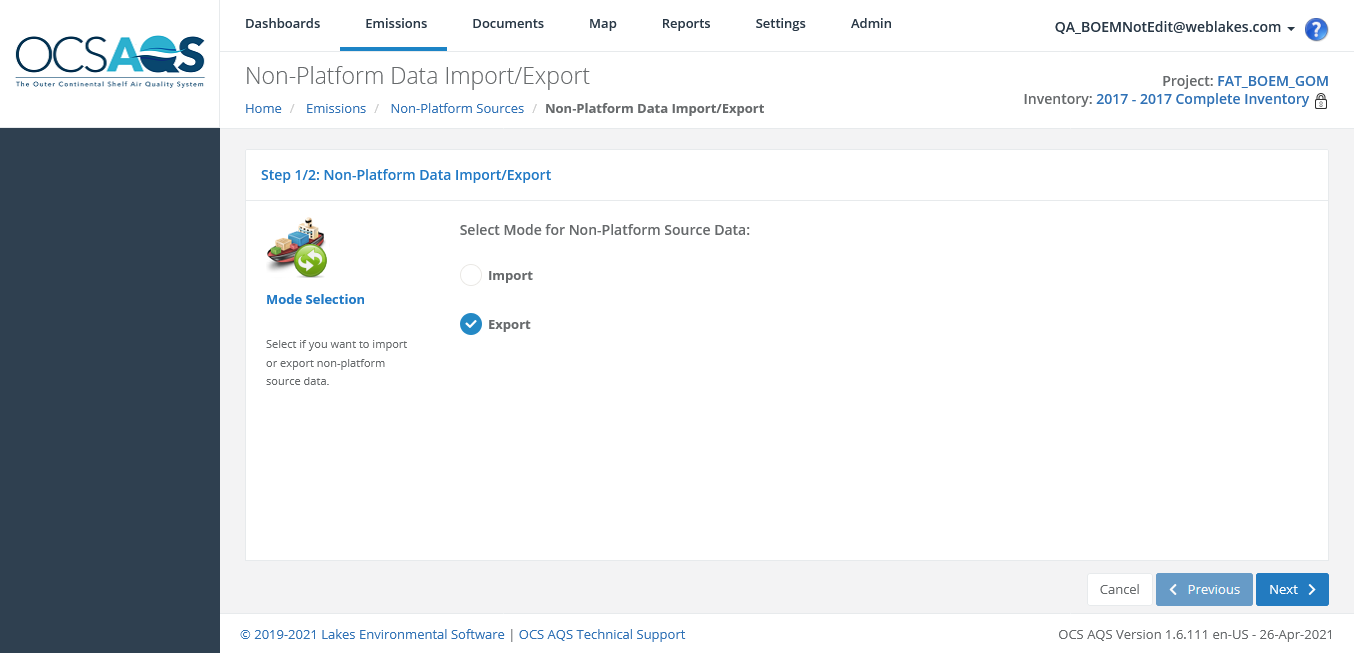 OCSAQS
The Outer Continental Shelf Air Quality System
Dashboards Emissions Documents Map Reports Settings Admin
QA_BOEMNotEdit@weblakes.com
?
Non-Platform Data Import/Export
Home / Emissions / Non-Platform Sources / Non-Platform Data Import/Export
Project: FAT_BOEM_GOM
Inventory: 2017 - 2017 Complete Inventory
Step 1/2: Non-Platform Data Import/Export
Mode Selection
Select if you want to import
or export non-platform
source data.
Select Mode for Non-Platform Source Data:
Import
Export
Cancel Previous Next
© 2019-2021 Lakes Environmental Software | OCS AQS Technical Support
OCS AQS Version 1.6.111 en-US - 26-Apr-2021